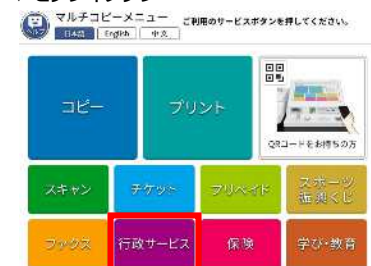 マルチコピーメニュー
ご利用のサービスボタンを押してください。
ヘルプ
日本語 English 中文
コピー
プリント
QRコードをお持ちの方
スキャン
チケット
プリペイド
スポーツ
振興くじ
ブックス
行政サービス
保険
学び・教育